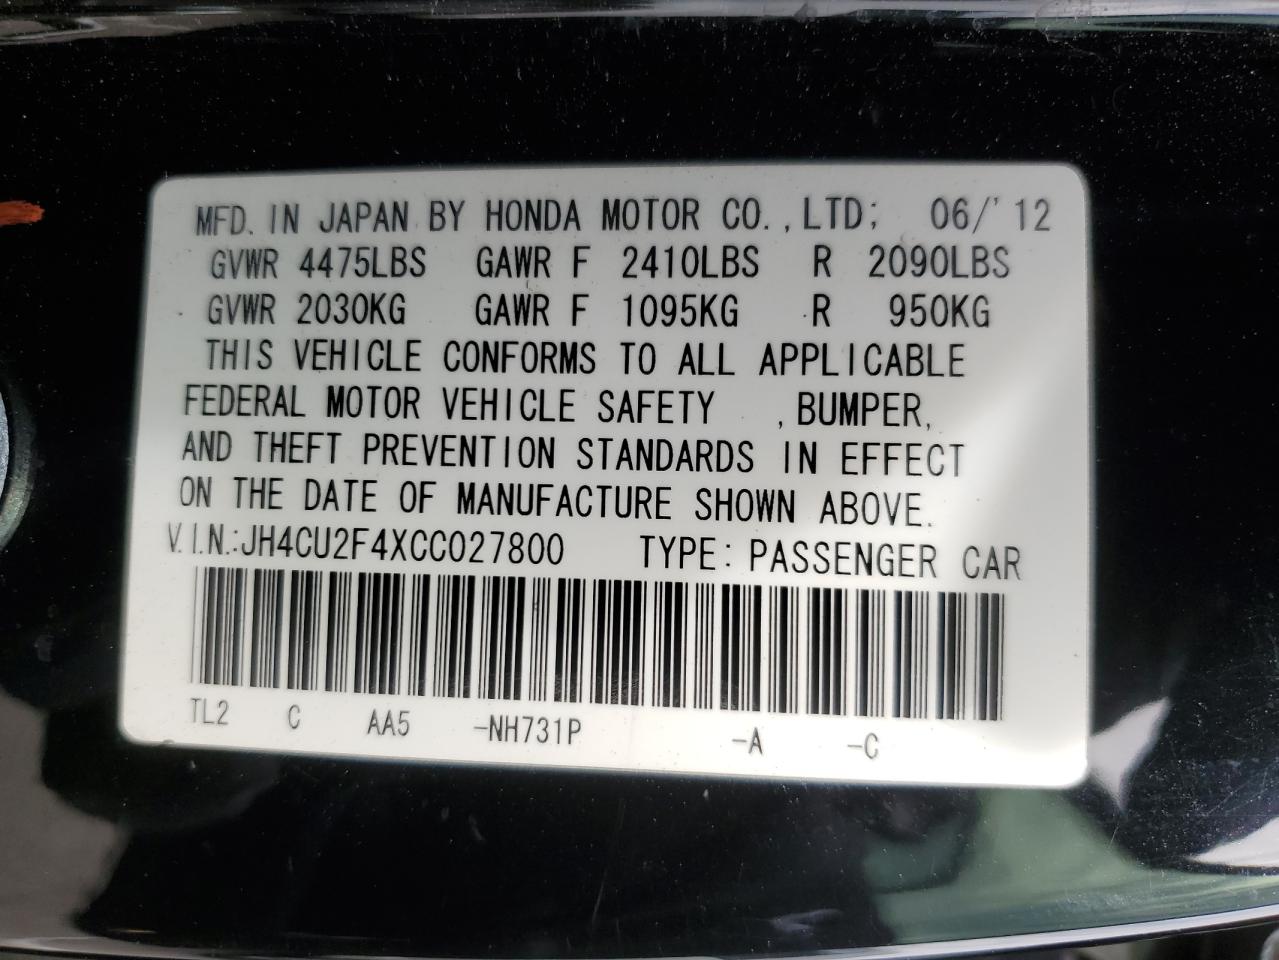 MFD. IN JAPAN BY HONDA MOTOR CO., LTD; 06/'12
GVWR 4475LBS GAWR F 2410LBS R 2090LBS
GVWR 2030KG GAWR F 1095KG R 950KG
THIS VEHICLE CONFORMS TO ALL APPLICABLE
FEDERAL MOTOR VEHICLE SAFETY , BUMPER,
AND THEFT PREVENTION STANDARDS IN EFFECT
ON THE DATE OF MANUFACTURE SHOWN ABOVE.
V.I.N.:JH4CU2F4XCC027800 TYPE: PASSENGER CAR
TL2 C AA5 -NH731P -A -C